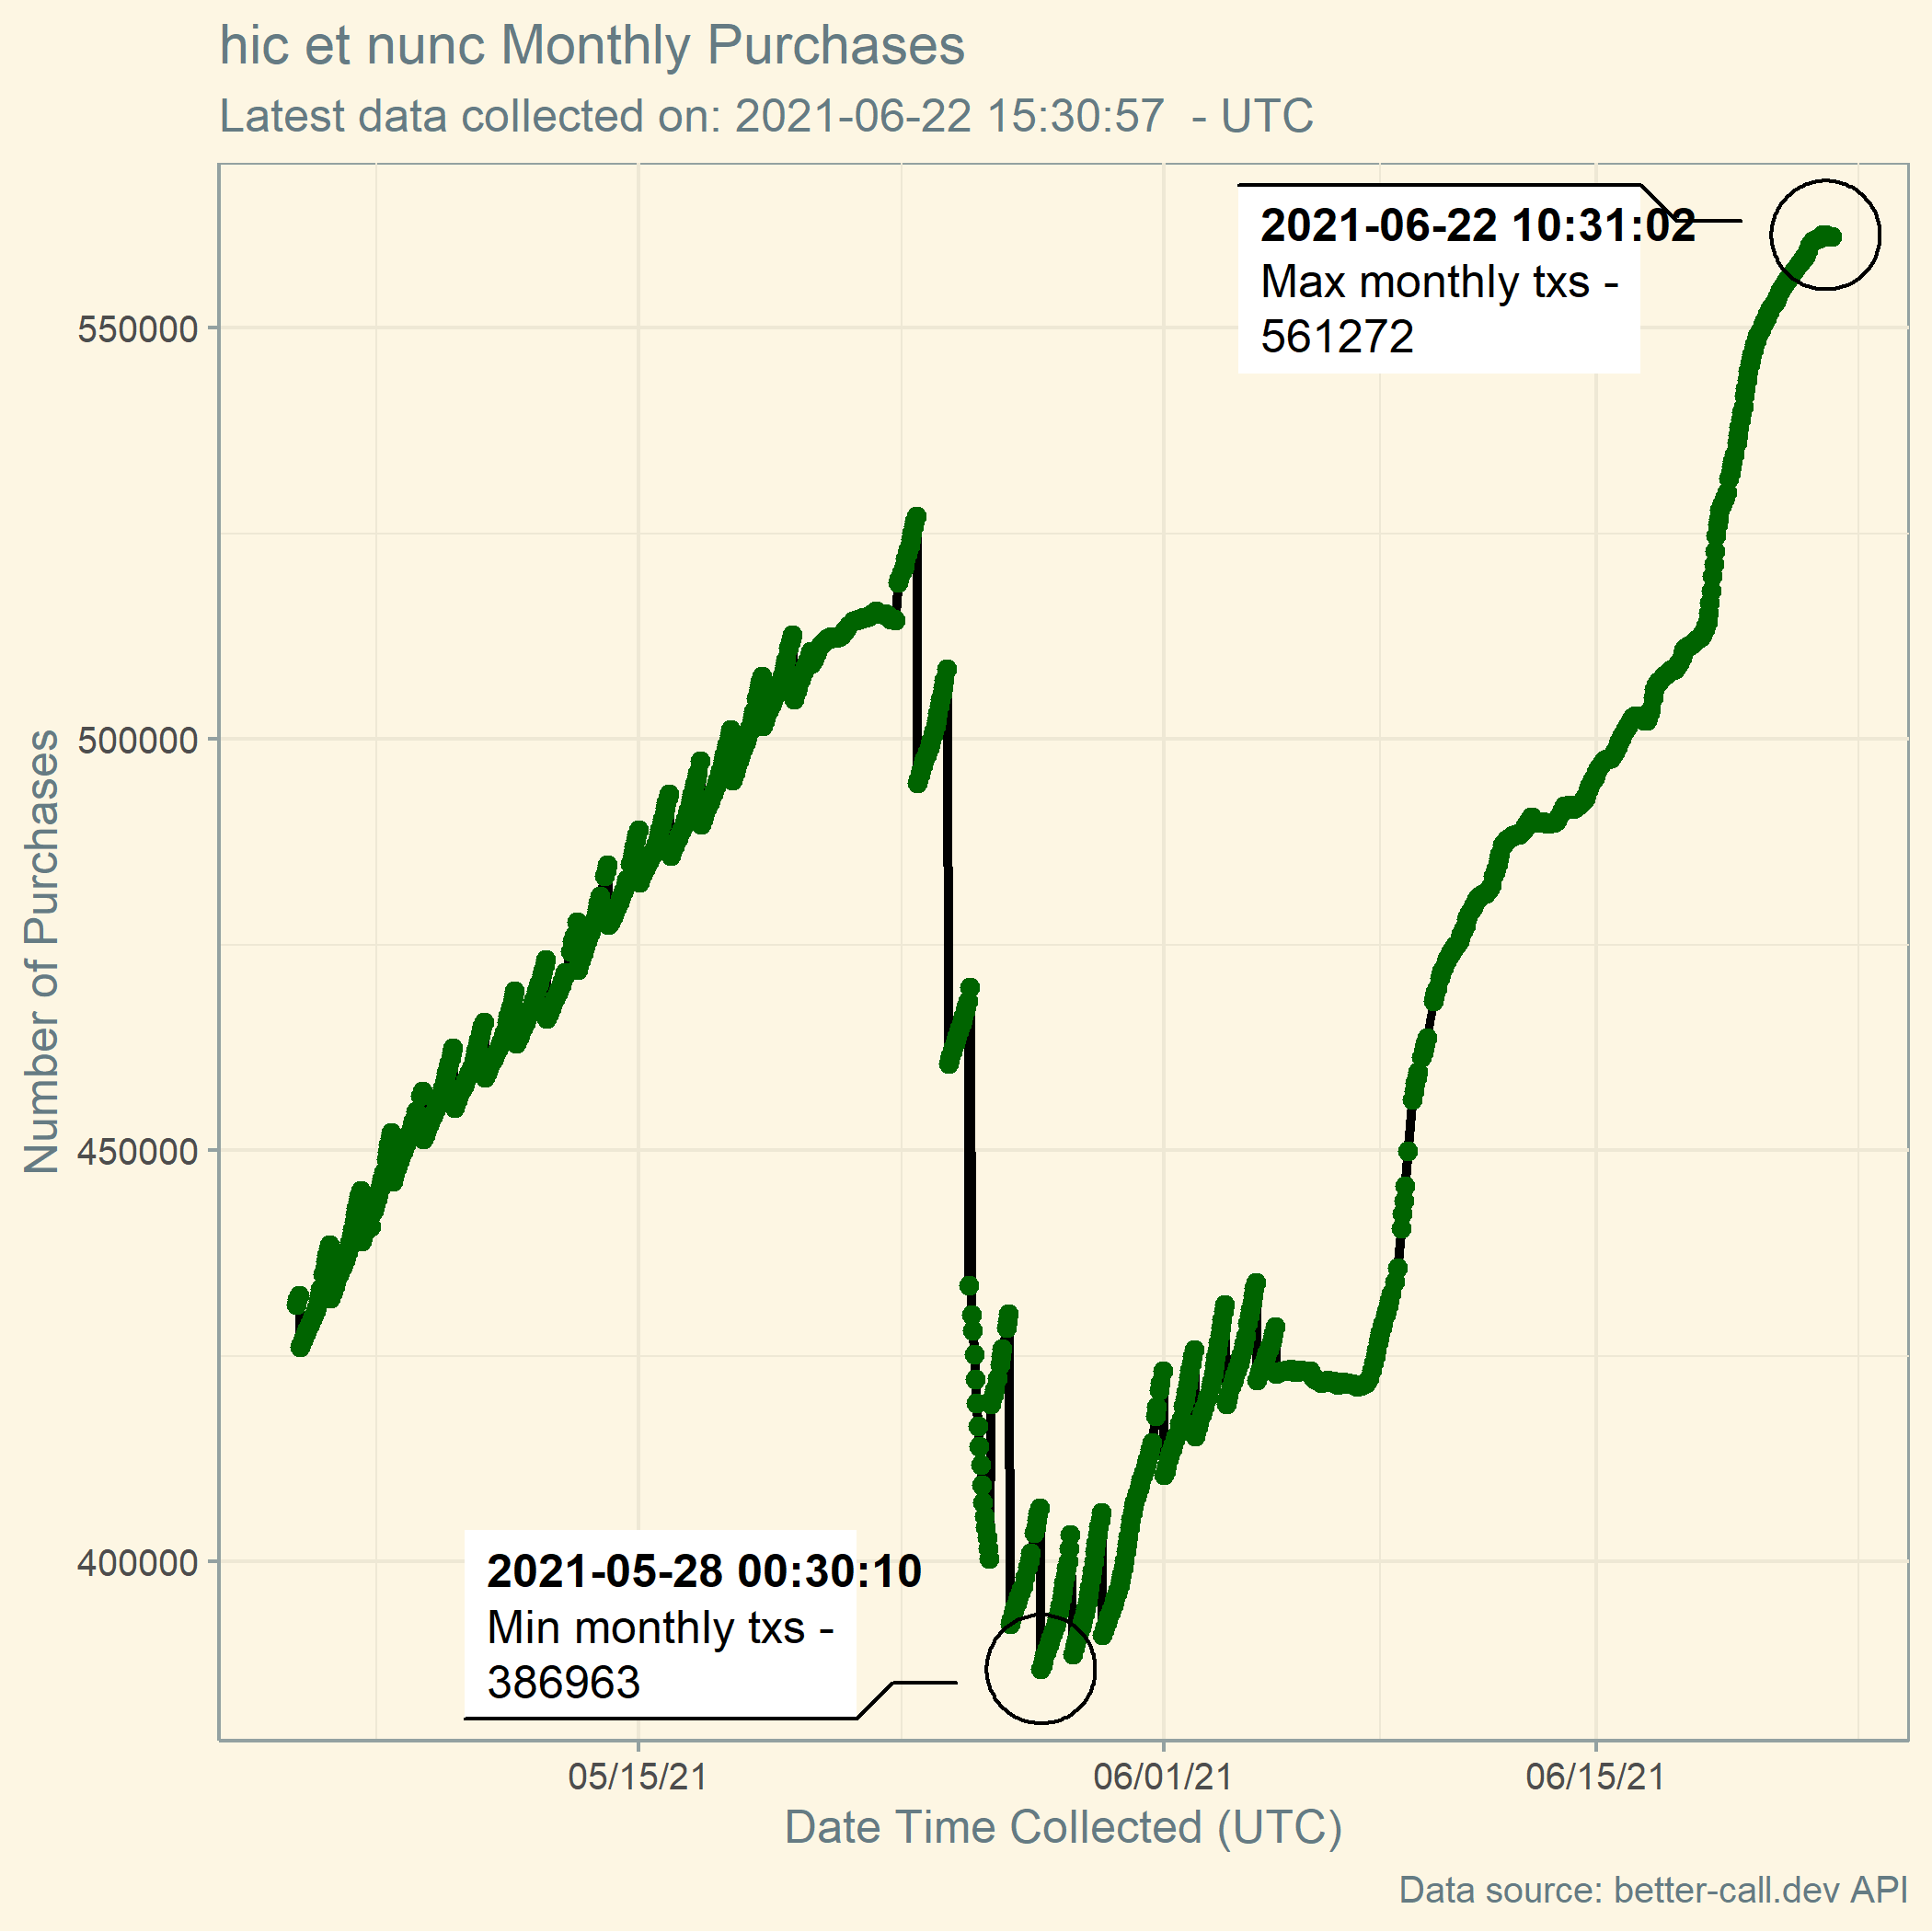 hic et nunc Monthly Purchases
Latest data collected on: 2021-06-22 15:30:57  - UTC
2021-06-22 10:31:02
Max monthly txs -
561272
550000
500000
450000
400000
Number of Purchases
2021-05-28 00:30:10
Min monthly txs -
386963
05/15/21
06/01/21
06/15/21
Date Time Collected (UTC)
Data source: better-call.dev API